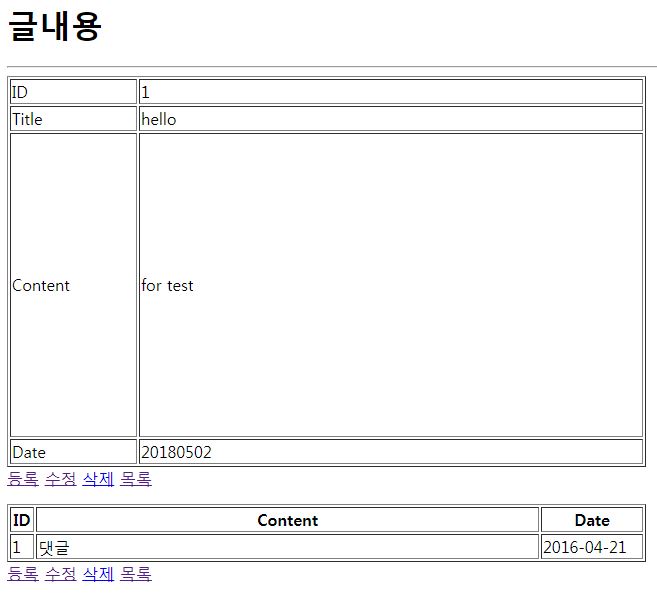 글내용
ID 1
Title hello
Content for test
Date 20180502
등록 수정 삭제 목록
ID Content Date
1 댓글 2016-04-21
등록 수정 삭제 목록